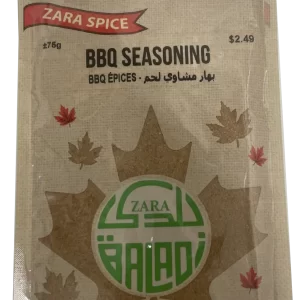 ZARA SPICE
±76g
$2.49
BBQ SEASONING
BBQ ÉPICES - بهار مشاوي لحم
بلدي
ZARA
BALADI